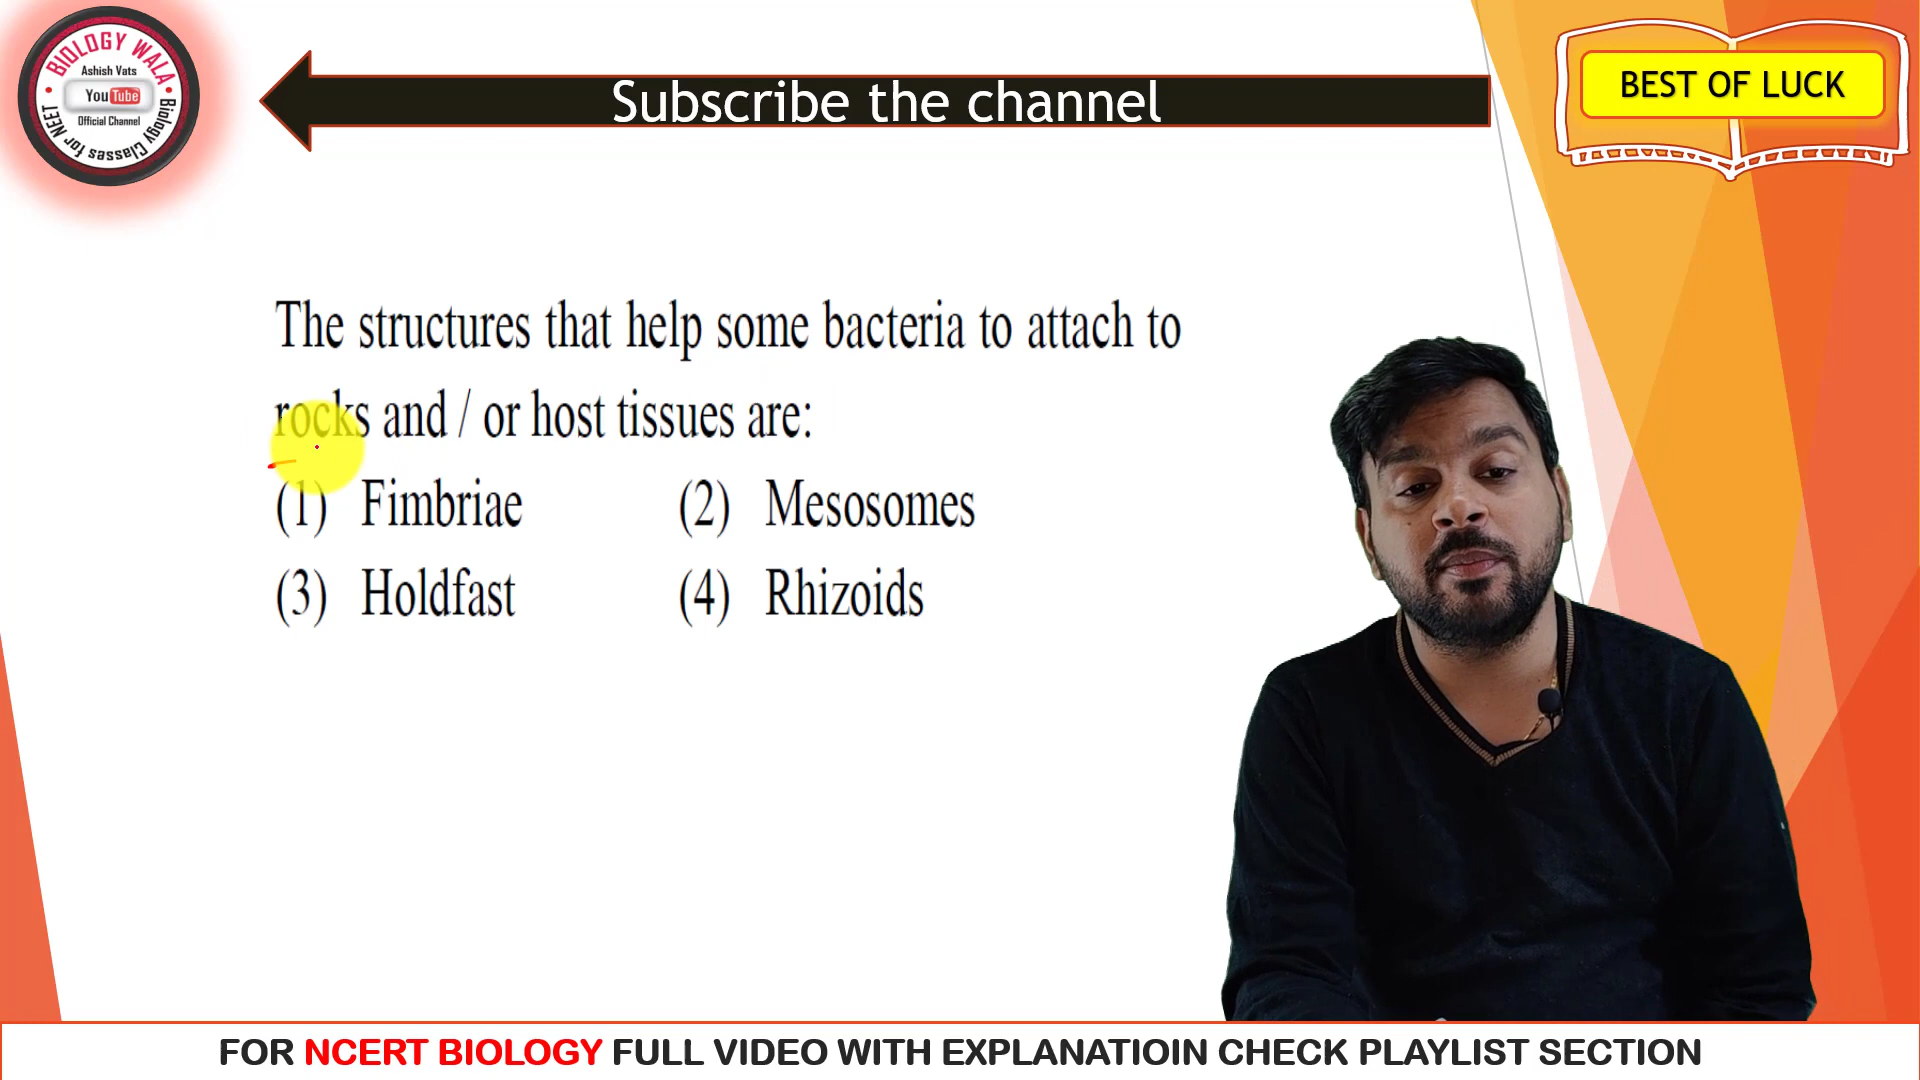 BIOLOGY WALA
Ashish Vats
YouTube
Official Channel
Biology Classes for NEET
Subscribe the channel
BEST OF LUCK
The structures that help some bacteria to attach to
rocks and / or host tissues are:
(1) Fimbriae (2) Mesosomes
(3) Holdfast (4) Rhizoids
FOR NCERT BIOLOGY FULL VIDEO WITH EXPLANATIOIN CHECK PLAYLIST SECTION